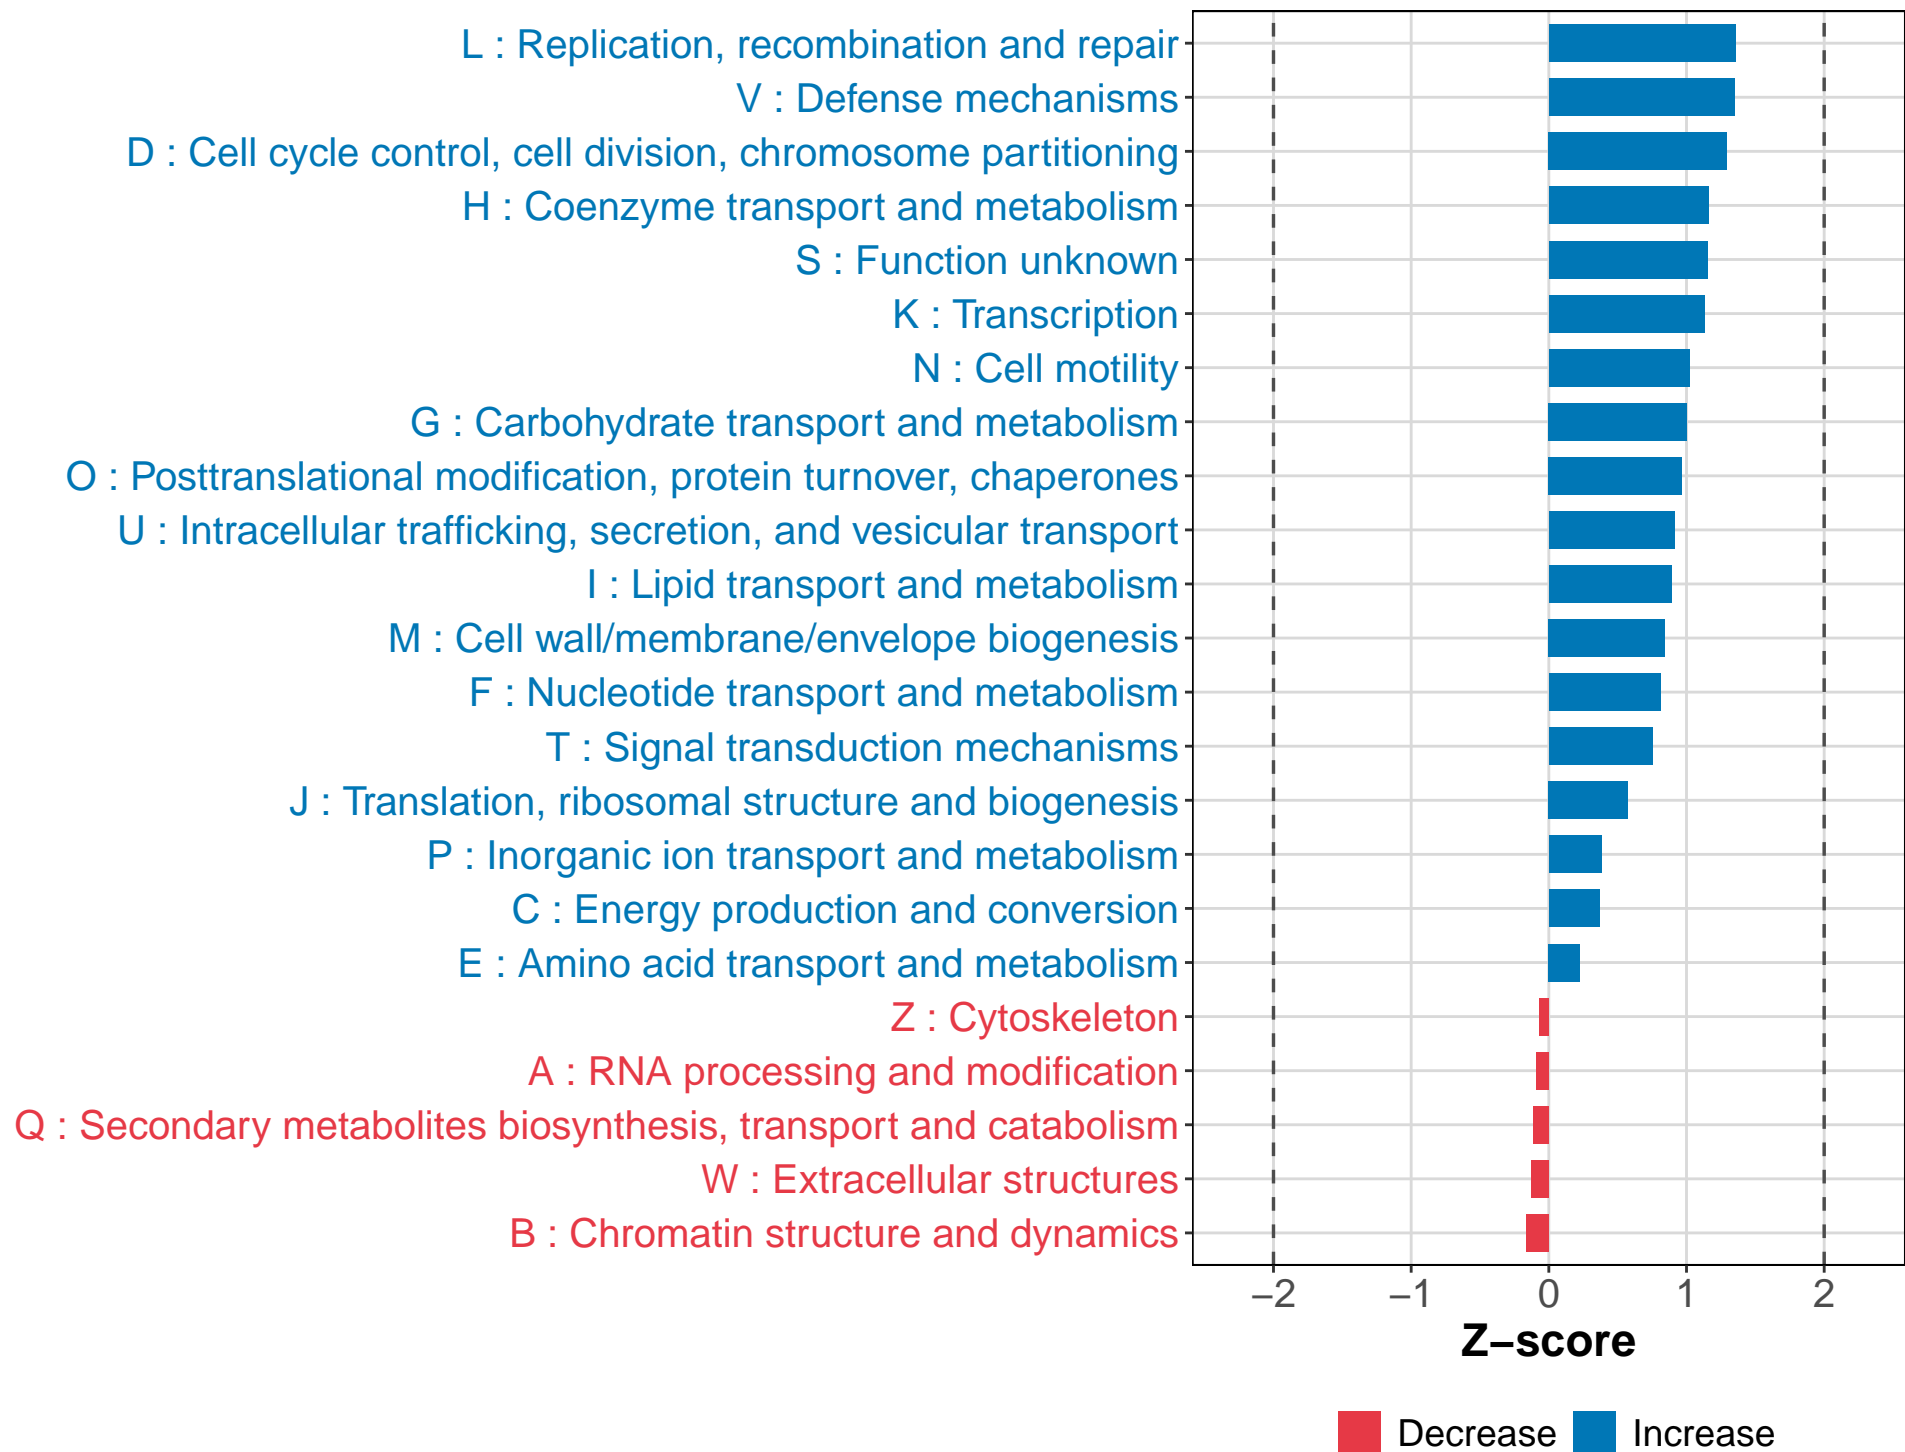 L : Replication, recombination and repair
V : Defense mechanisms
D : Cell cycle control, cell division, chromosome partitioning
H : Coenzyme transport and metabolism
S : Function unknown
K : Transcription
N : Cell motility
G : Carbohydrate transport and metabolism
O : Posttranslational modification, protein turnover, chaperones
U : Intracellular trafficking, secretion, and vesicular transport
I : Lipid transport and metabolism
M : Cell wall/membrane/envelope biogenesis
F : Nucleotide transport and metabolism
T : Signal transduction mechanisms
J : Translation, ribosomal structure and biogenesis
P : Inorganic ion transport and metabolism
C : Energy production and conversion
E : Amino acid transport and metabolism
Z : Cytoskeleton
A : RNA processing and modification
Q : Secondary metabolites biosynthesis, transport and catabolism
W : Extracellular structures
B : Chromatin structure and dynamics
−2 −1 0 1 2
Z−score
Decrease Increase